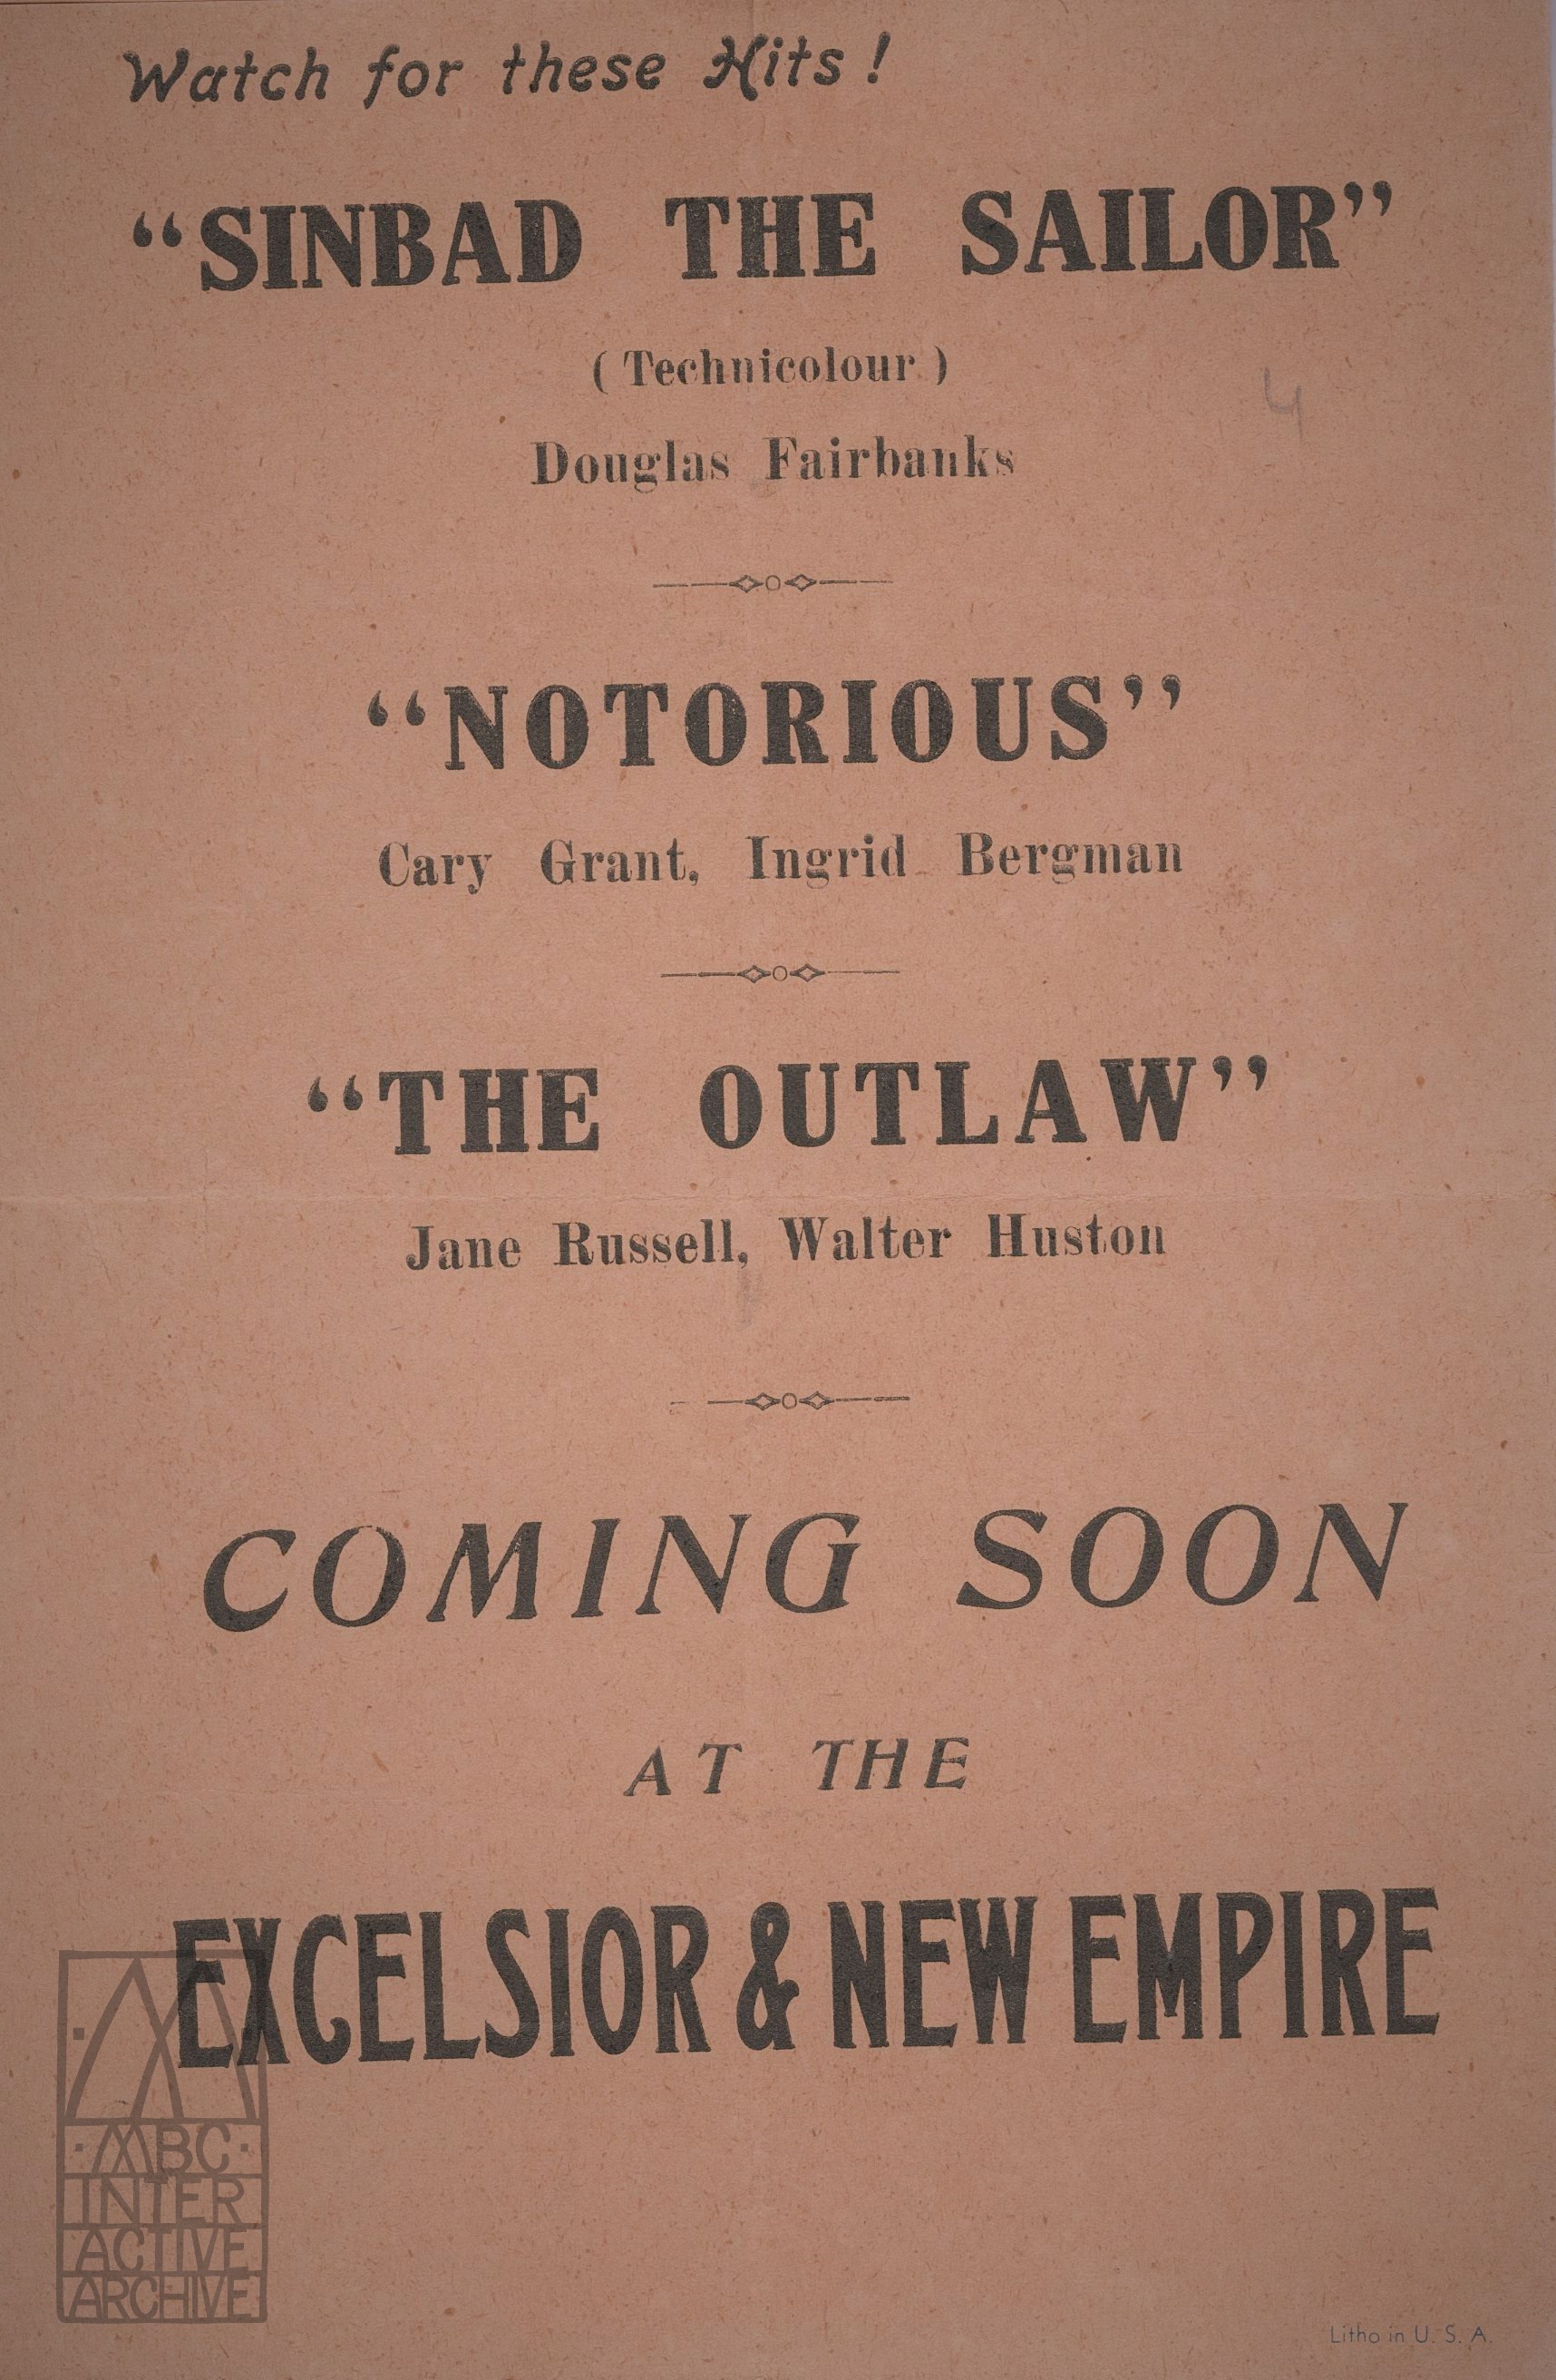 Watch for these Hits !
“SINBAD THE SAILOR”
( Technicolour )
Douglas Fairbanks
4
“NOTORIOUS”
Cary Grant, Ingrid Bergman
“THE OUTLAW”
Jane Russell, Walter Huston
COMING SOON
AT THE
EXCELSIOR & NEW EMPIRE
·MBC·
INTER
ACTIVE
ARCHIVE
Litho in U. S. A.